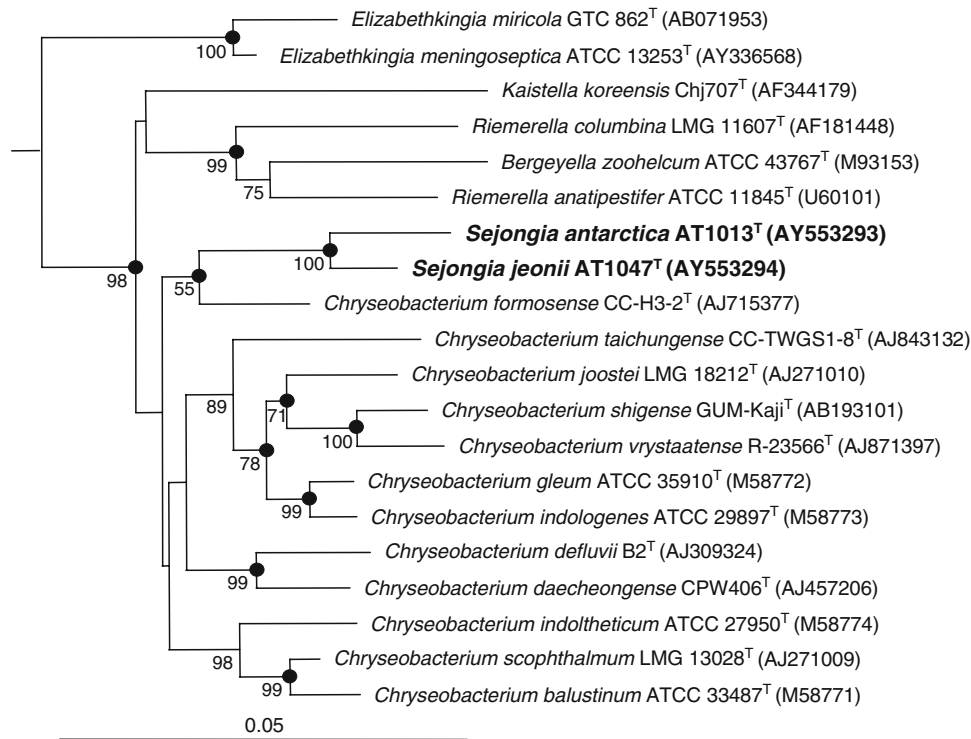 Elizabethkingia miricola GTC 862T (AB071953)
100
Elizabethkingia meningoseptica ATCC 13253T (AY336568)
Kaistella koreensis Chj707T (AF344179)
Riemerella columbina LMG 11607T (AF181448)
99
Bergeyella zoohelcum ATCC 43767T (M93153)
75
Riemerella anatipestifer ATCC 11845T (U60101)
Sejongia antarctica AT1013T (AY553293)
100
98
Sejongia jeonii AT1047T (AY553294)
55
Chryseobacterium formosense CC-H3-2T (AJ715377)
Chryseobacterium taichungense CC-TWGS1-8T (AJ843132)
Chryseobacterium joostei LMG 18212T (AJ271010)
89
71
Chryseobacterium shigense GUM-KajiT (AB193101)
100
Chryseobacterium vrystaatense R-23566T (AJ871397)
78
Chryseobacterium gleum ATCC 35910T (M58772)
99
Chryseobacterium indologenes ATCC 29897T (M58773)
Chryseobacterium defluvii B2T (AJ309324)
99
Chryseobacterium daecheongense CPW406T (AJ457206)
Chryseobacterium indoltheticum ATCC 27950T (M58774)
98
Chryseobacterium scophthalmum LMG 13028T (AJ271009)
99
Chryseobacterium balustinum ATCC 33487T (M58771)
0.05